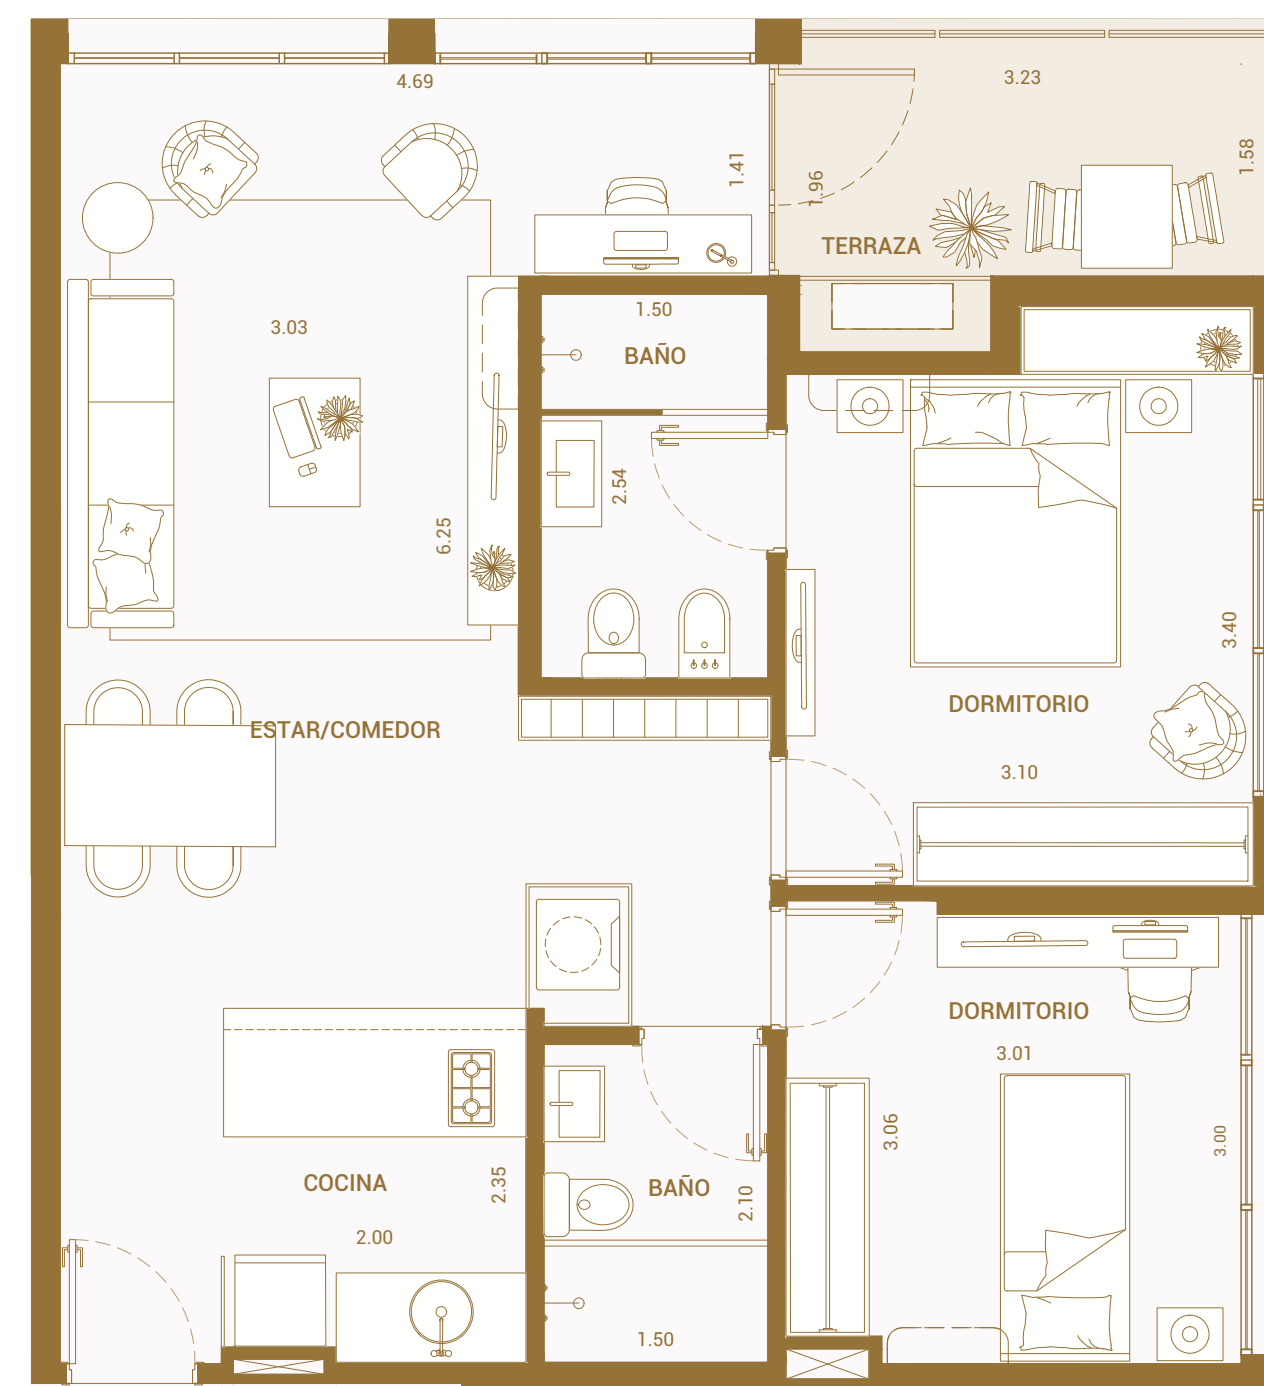 4.69
3.23
1.41
1.96
1.58
TERRAZA
3.03
1.50
BAÑO
2.54
6.25
3.40
DORMITORIO
ESTAR/COMEDOR
3.10
DORMITORIO
3.01
3.06
3.00
COCINA
2.35
BAÑO
2.10
2.00
1.50